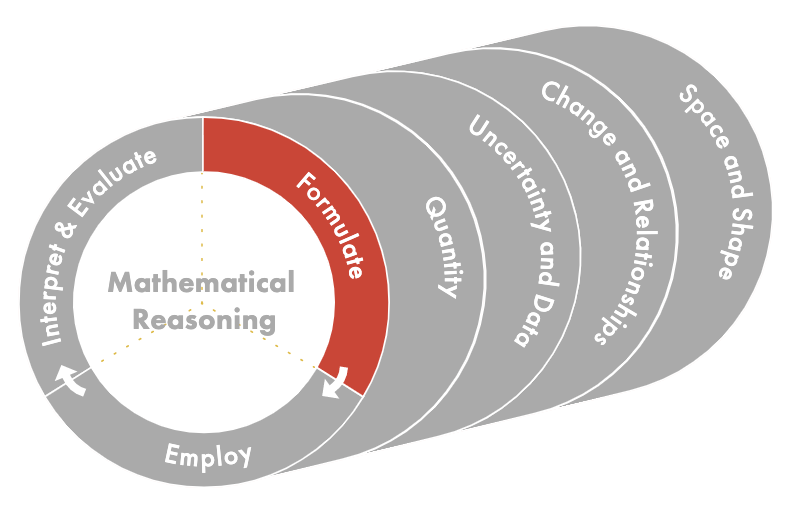 Mathematical
Reasoning
Formulate
Employ
Interpret & Evaluate
Quantity
Uncertainty and Data
Change and Relationships
Space and Shape